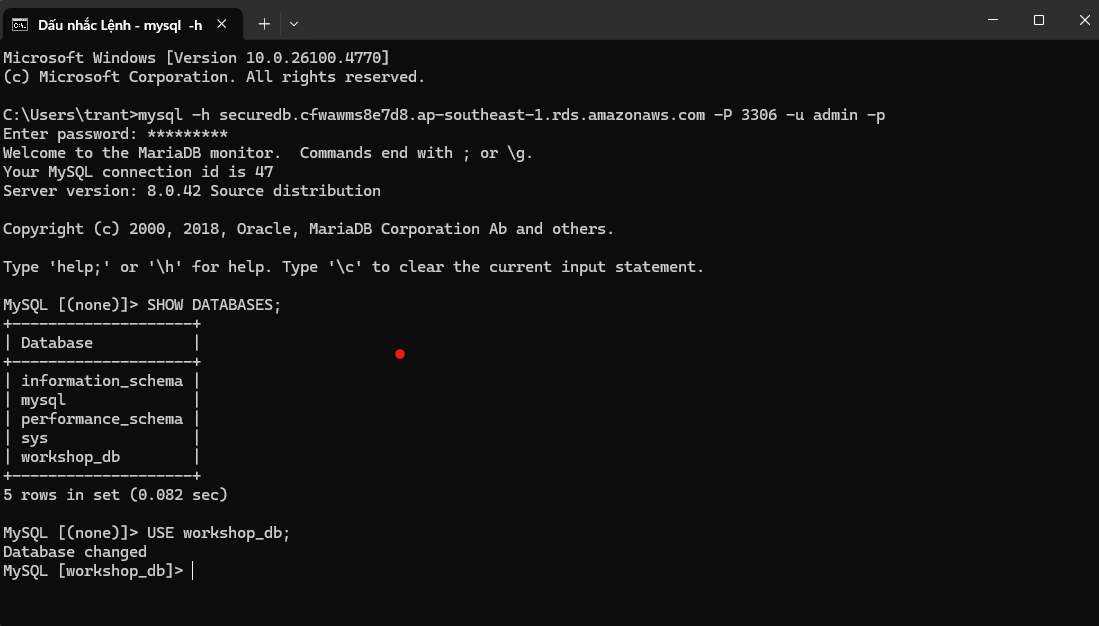 Dấu nhắc Lệnh - mysql -h
Microsoft Windows [Version 10.0.26100.4770]
(c) Microsoft Corporation. All rights reserved.
C:\Users\trant>mysql -h securedb.cfwawms8e7d8.ap-southeast-1.rds.amazonaws.com -P 3306 -u admin -p
Enter password: *********
Welcome to the MariaDB monitor.  Commands end with ; or \g.
Your MySQL connection id is 47
Server version: 8.0.42 Source distribution
Copyright (c) 2000, 2018, Oracle, MariaDB Corporation Ab and others.
Type 'help;' or '\h' for help. Type '\c' to clear the current input statement.
MySQL [(none)]> SHOW DATABASES;
+--------------------+
| Database           |
+--------------------+
| information_schema |
| mysql              |
| performance_schema |
| sys                |
| workshop_db        |
+--------------------+
5 rows in set (0.082 sec)
MySQL [(none)]> USE workshop_db;
Database changed
MySQL [workshop_db]>